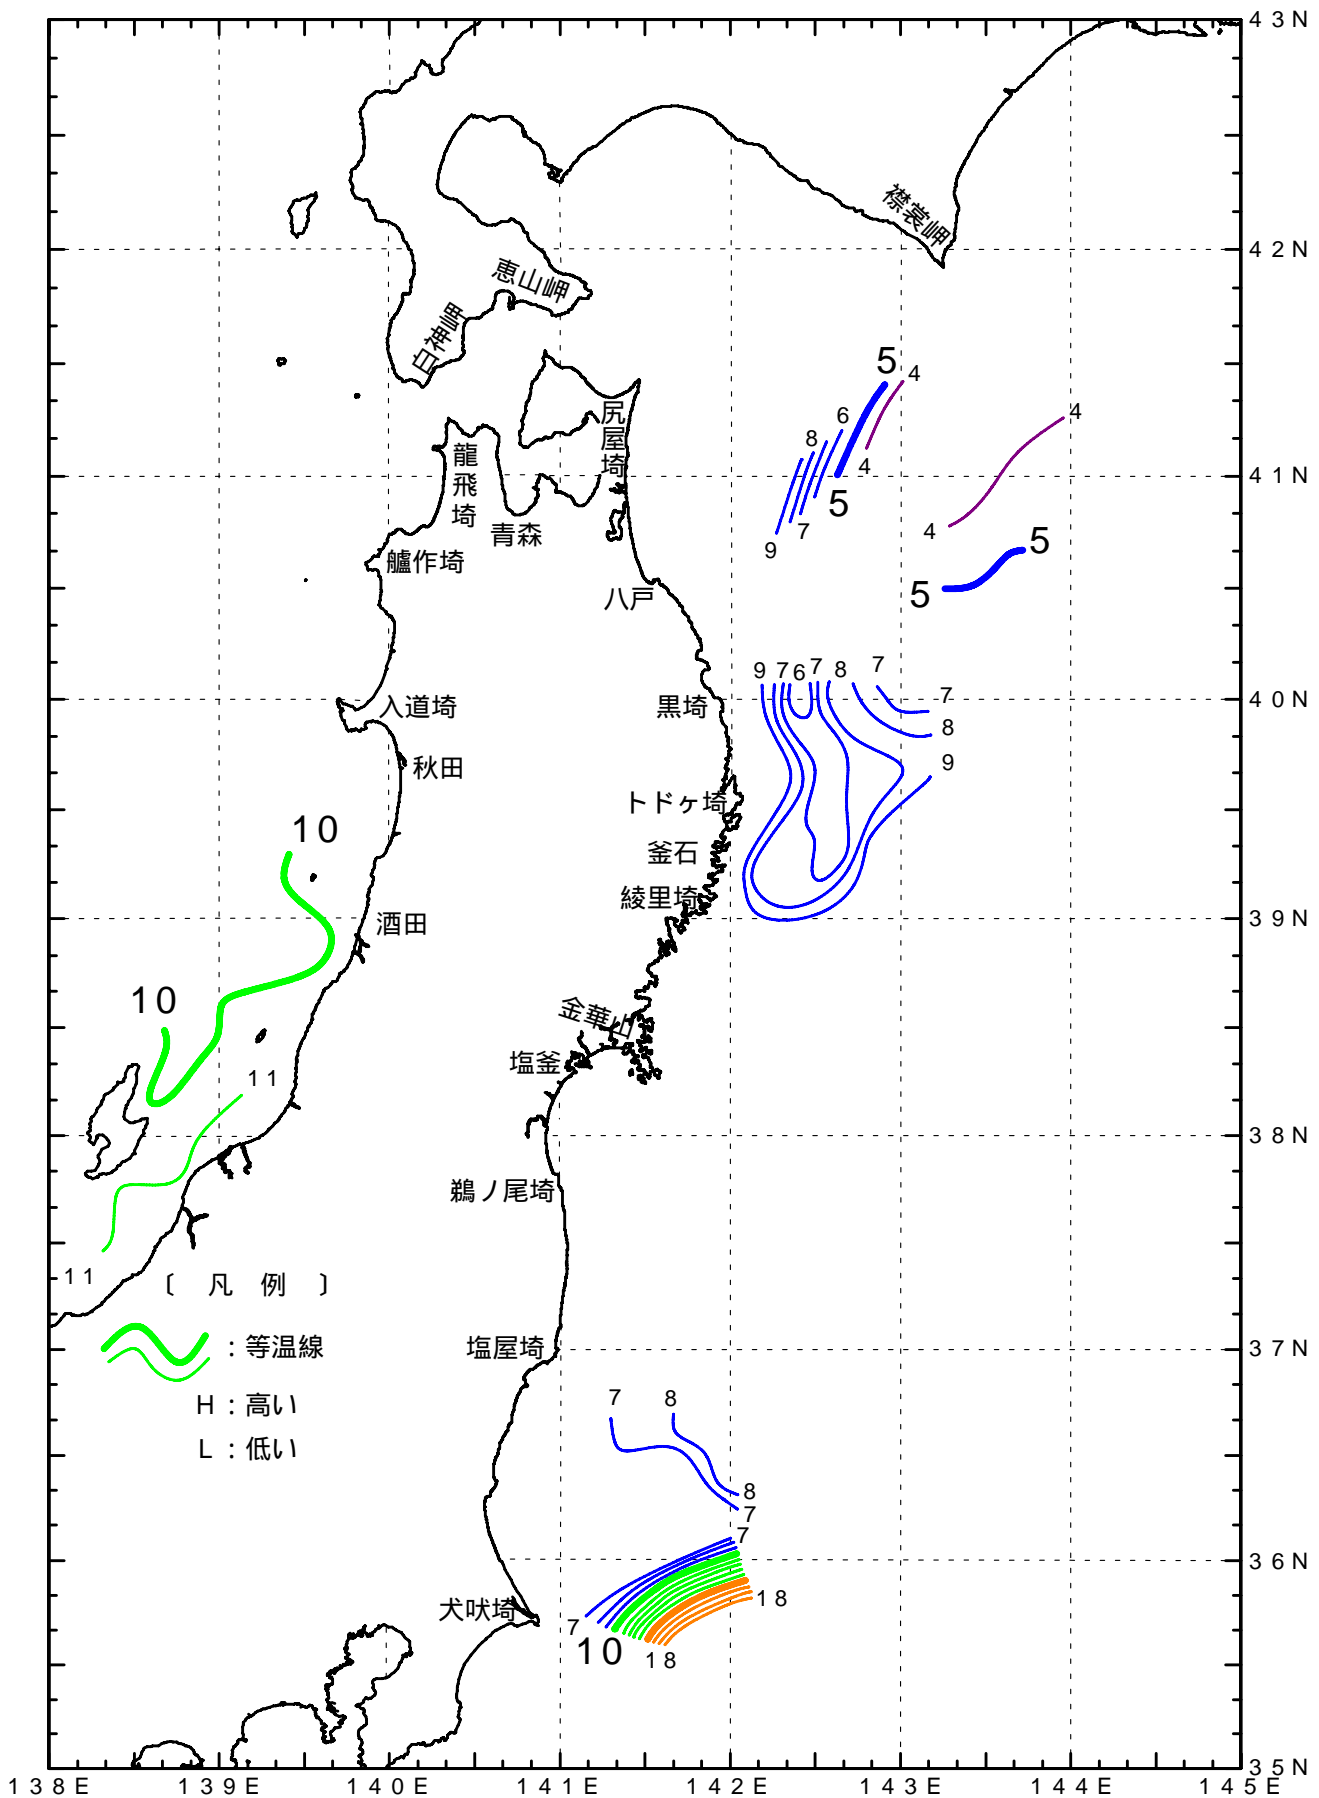 43N
襟裳岬
42N
恵山岬
白神岬
5
4
尻屋埼
6
4
8
龍飛埼
4
41N
5
7
青森
4
9
5
艫作埼
5
八戸
9 7 6 7 8 7
7
入道埼
黒埼
40N
8
秋田
9
トドヶ埼
10
釜石
綾里埼
酒田
39N
10
金華山
塩釜
11
38N
鵜ノ尾埼
11
〔 凡 例 〕
塩屋埼
37N
:等温線
7
8
H:高い
L:低い
8
7
7
36N
18
犬吠埼
7
10
18
35N
138E 139E 140E 141E 142E 143E 144E 145E